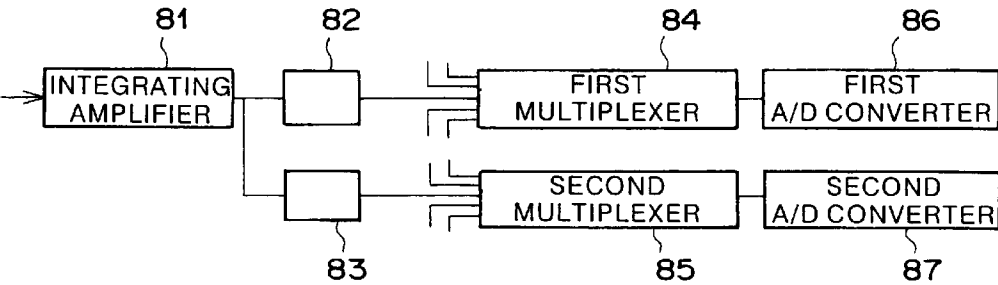 81
82
84
86
INTEGRATING
AMPLIFIER
FIRST
MULTIPLEXER
FIRST
A/D CONVERTER
SECOND
MULTIPLEXER
SECOND
A/D CONVERTER
83
85
87